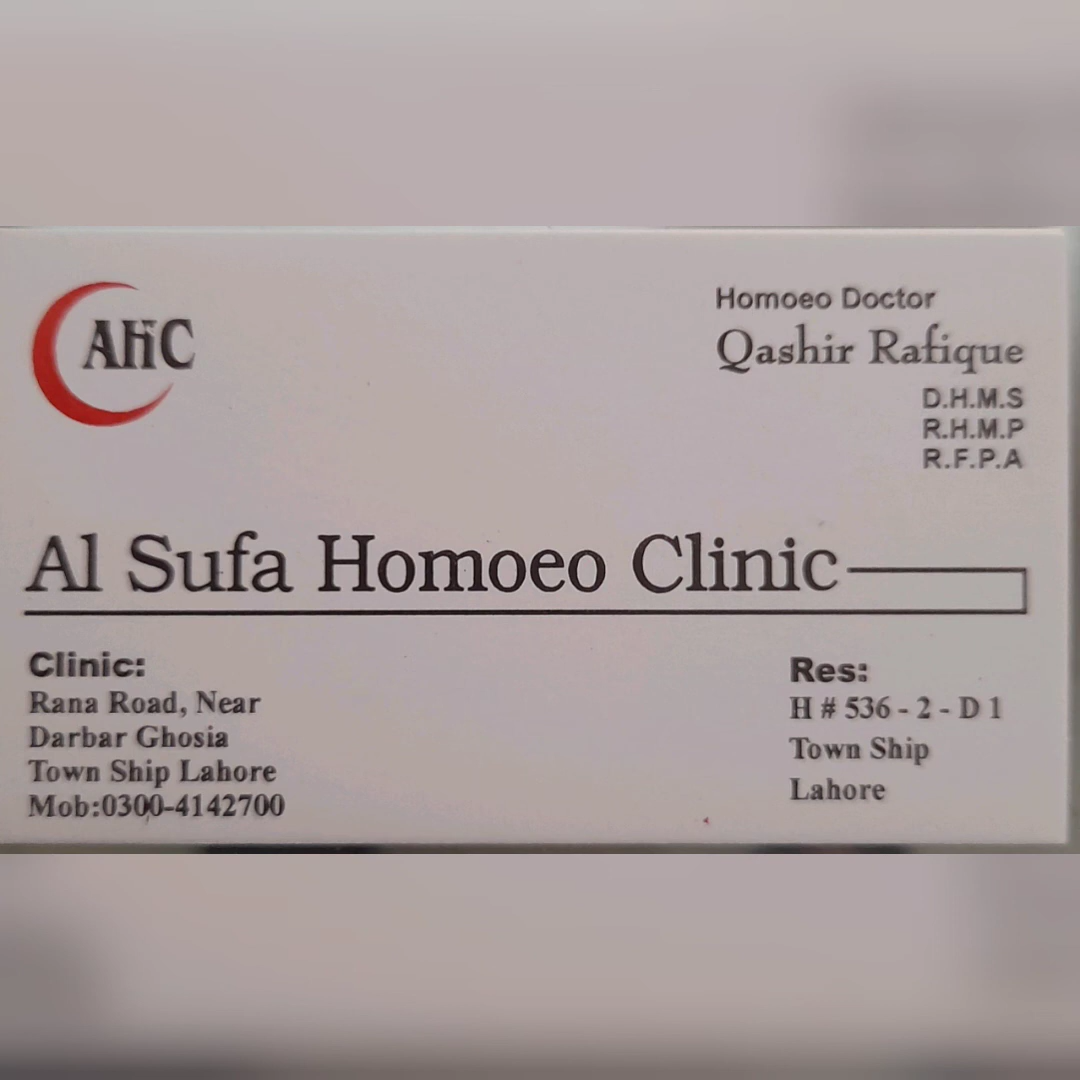 AHC
Homoeo Doctor
Qashir Rafique
D.H.M.S
R.H.M.P
R.F.P.A
Al Sufa Homoeo Clinic
Clinic:
Rana Road, Near
Darbar Ghosia
Town Ship Lahore
Mob:0300-4142700
Res:
H # 536 - 2 - D 1
Town Ship
Lahore